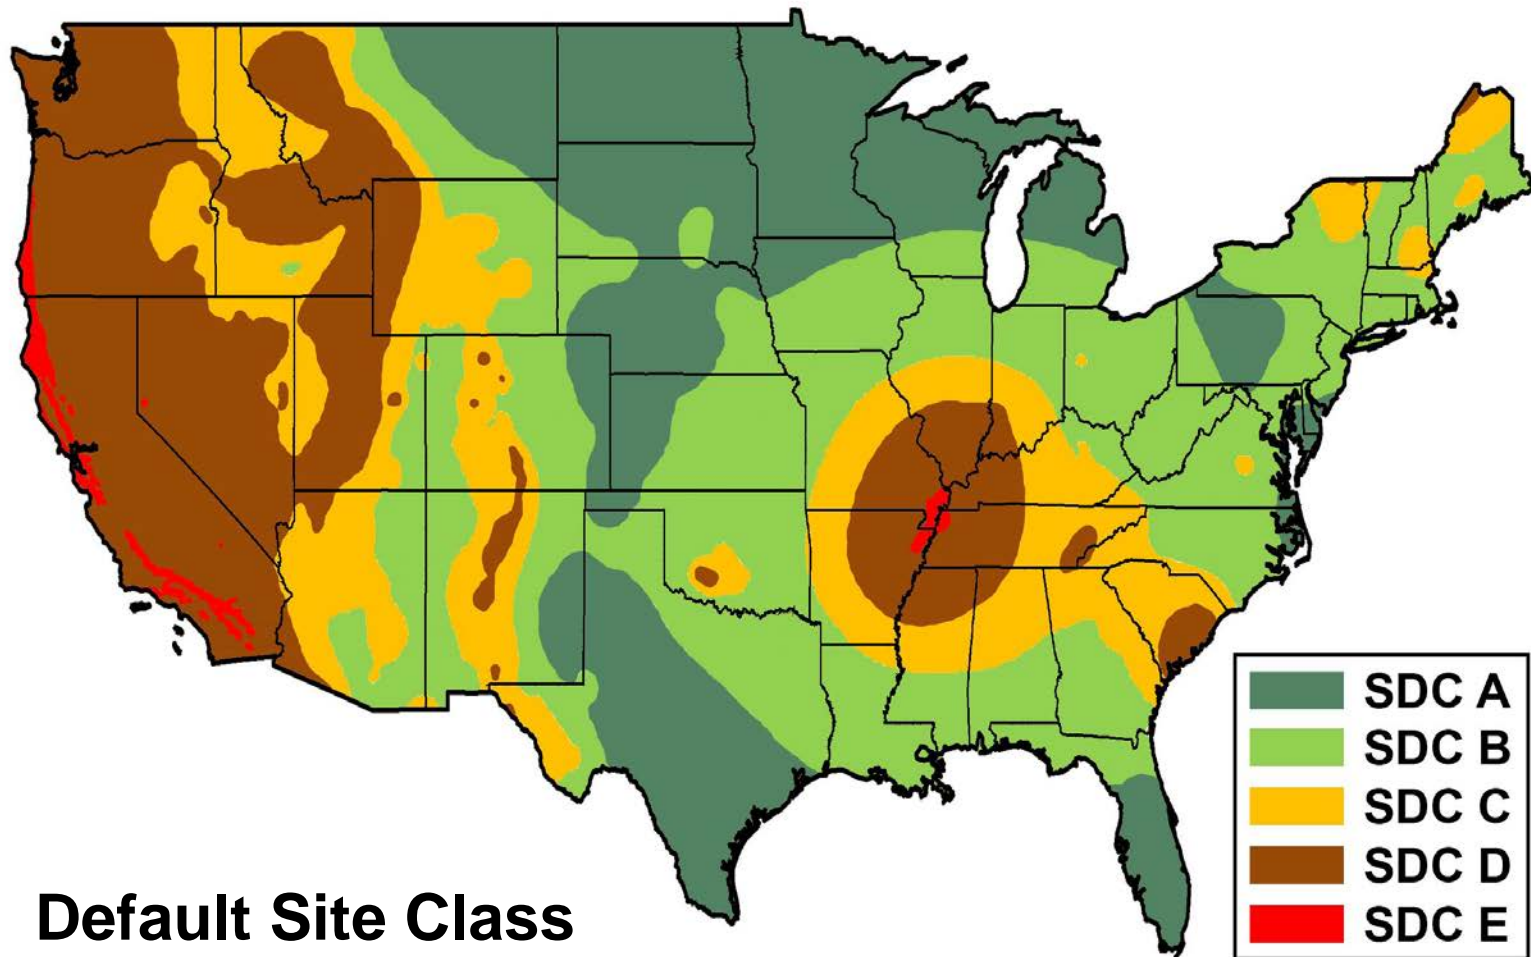 SDC A
SDC B
SDC C
SDC D
SDC E
Default Site Class